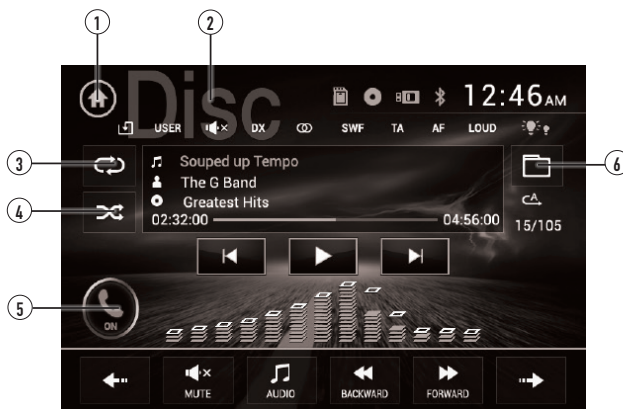 1
2
Disc
12:46AM
USER DX SWF TA AF LOUD
3
Souped up Tempo
6
The G Band
4
Greatest Hits
CA
02:32:00 04:56:00
15/105
5
ON
MUTE AUDIO BACKWARD FORWARD